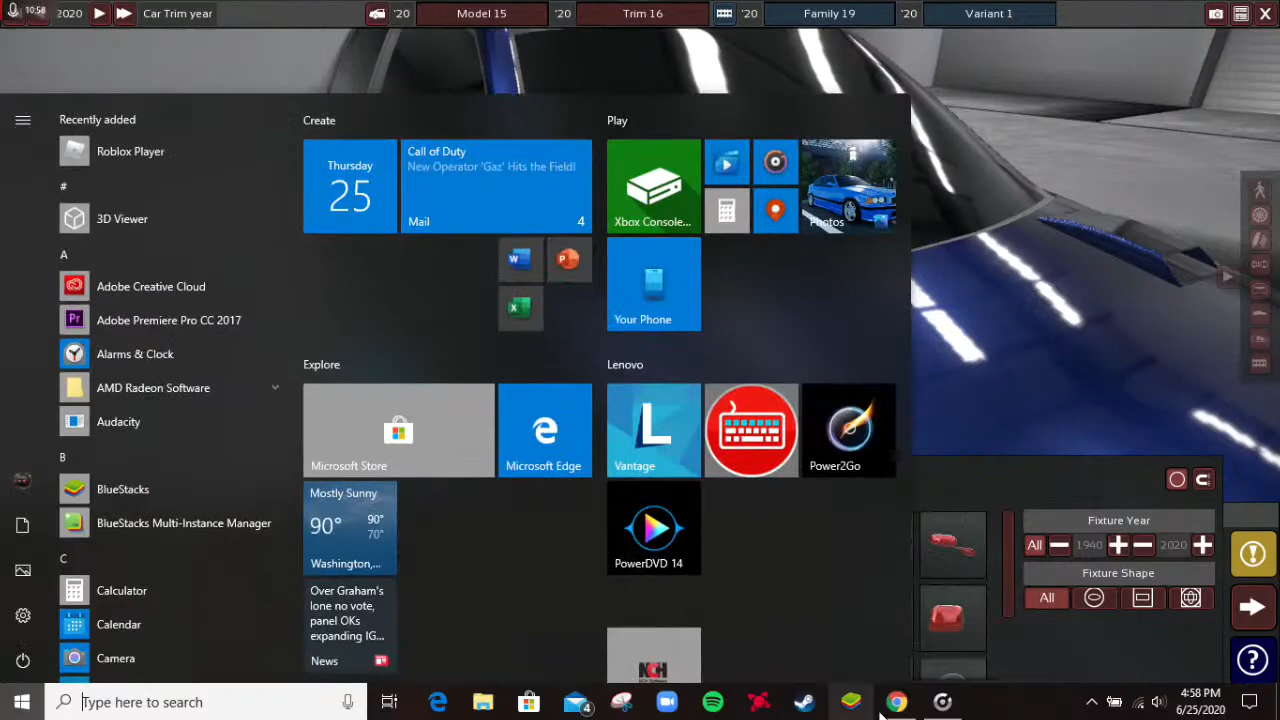 10:58
2020
Car Trim year
'20
Model 15
'20
Trim 16
'20
Family 19
'20
Variant 1
Recently added
Roblox Player
#
3D Viewer
A
Adobe Creative Cloud
Adobe Premiere Pro CC 2017
Alarms & Clock
AMD Radeon Software
Audacity
B
BlueStacks
BlueStacks Multi-Instance Manager
C
Calculator
Calendar
Camera
Create
Thursday
25
Call of Duty
New Operator 'Gaz' Hits the Field!
Mail
4
Play
Xbox Console...
Photos
Your Phone
Explore
Microsoft Store
Microsoft Edge
Mostly Sunny
90°
90°
70°
Washington,...
Over Graham's
lone no vote,
panel OKs
expanding IG...
News
Lenovo
Vantage
Power2Go
PowerDVD 14
NCH
Fixture Year
All
1940
2020
Fixture Shape
All
Type here to search
4
4:58 PM
6/25/2020